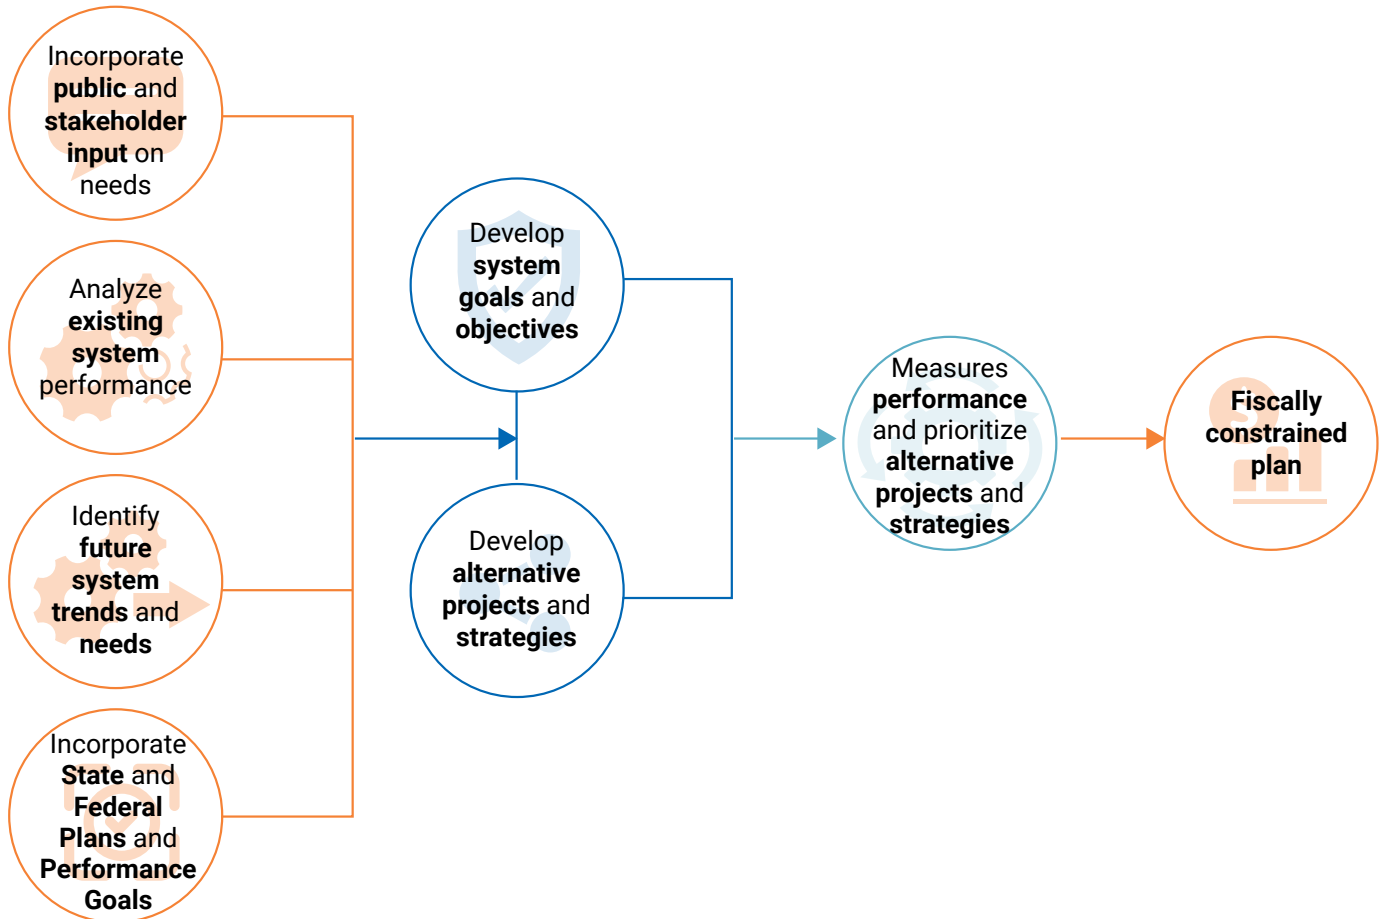 Incorporate
public and
stakeholder
input on
needs
Analyze
existing
system
performance
Identify
future
system
trends and
needs
Incorporate
State and
Federal
Plans and
Performance
Goals
Develop
system
goals and
objectives
Develop
alternative
projects and
strategies
Measures
performance
and prioritize
alternative
projects and
strategies
Fiscally
constrained
plan